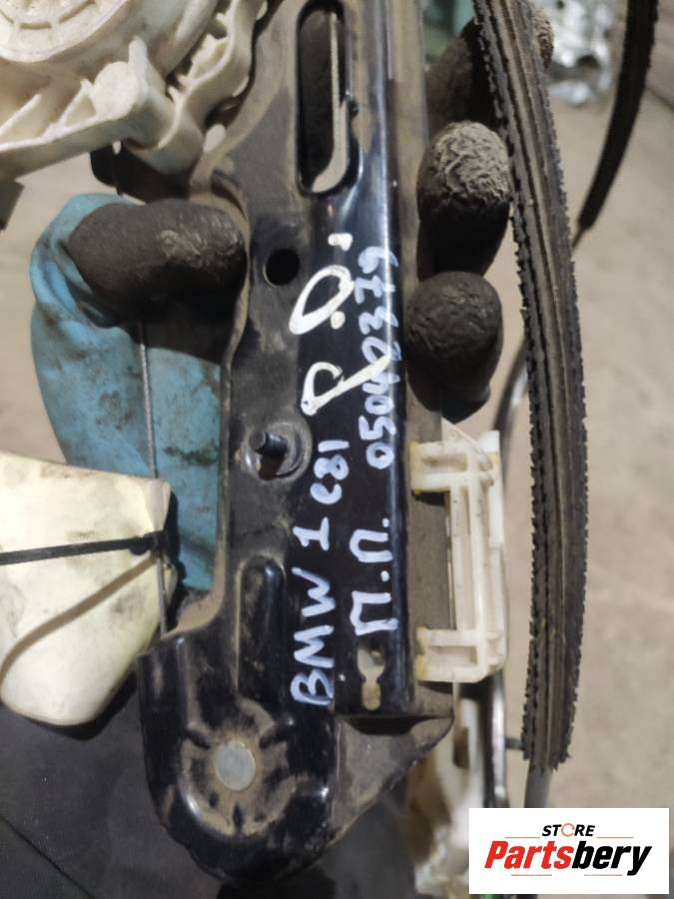 BMW 1 e81
П.П. 05042379
STORE
Partsbery